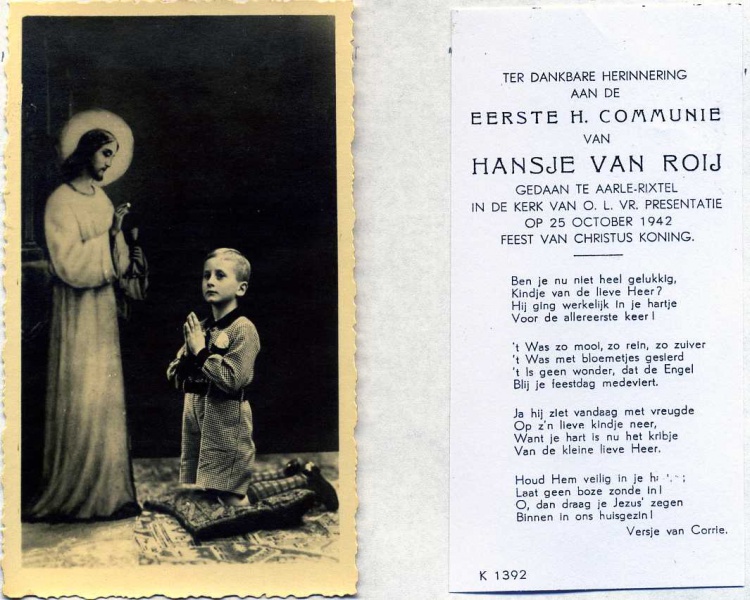 TER DANKBARE HERINNERING
AAN DE
EERSTE H. COMMUNIE
VAN
HANSJE VAN ROIJ
GEDAAN TE AARLE-RIXTEL
IN DE KERK VAN O. L. VR. PRESENTATIE
OP 25 OCTOBER 1942
FEEST VAN CHRISTUS KONING.
Ben je nu niet heel gelukkig,
Kindje van de lieve Heer?
Hij ging werkelijk in je hartje
Voor de allereerste keer!
't Was zo mooi, zo rein, zo zuiver
't Was met bloemetjes gesierd
't Is geen wonder, dat de Engel
Blij je feestdag medeviert.
Ja hij ziet vandaag met vreugde
Op z'n lieve kindje neer,
Want je hart is nu het kribje
Van de kleine lieve Heer.
Houd Hem veilig in je
Laat geen boze zonde in!
O, dan draag je Jezus' zegen
Binnen in ons huisgezin!
Versje van Corrie.
K 1392